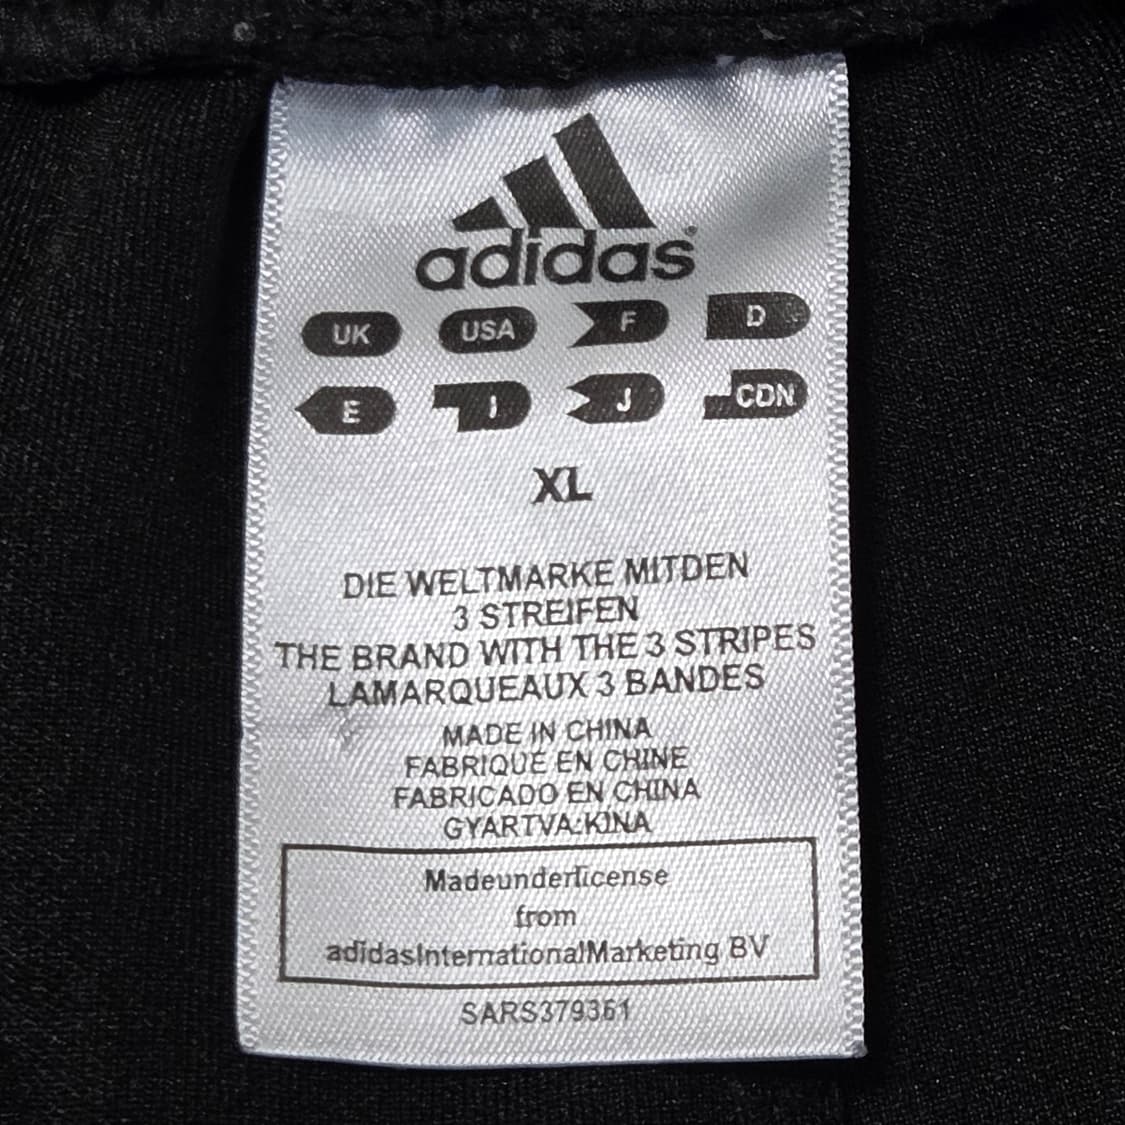 adidas
UK USA F D
E I J CDN
XL
DIE WELTMARKE MITDEN
3 STREIFEN
THE BRAND WITH THE 3 STRIPES
LAMARQUEAUX 3 BANDES
MADE IN CHINA
FABRIQUE EN CHINE
FABRICADO EN CHINA
GYARTVA:KINA
Madeunderlicense
from
adidasInternationalMarketing BV
SARS379361